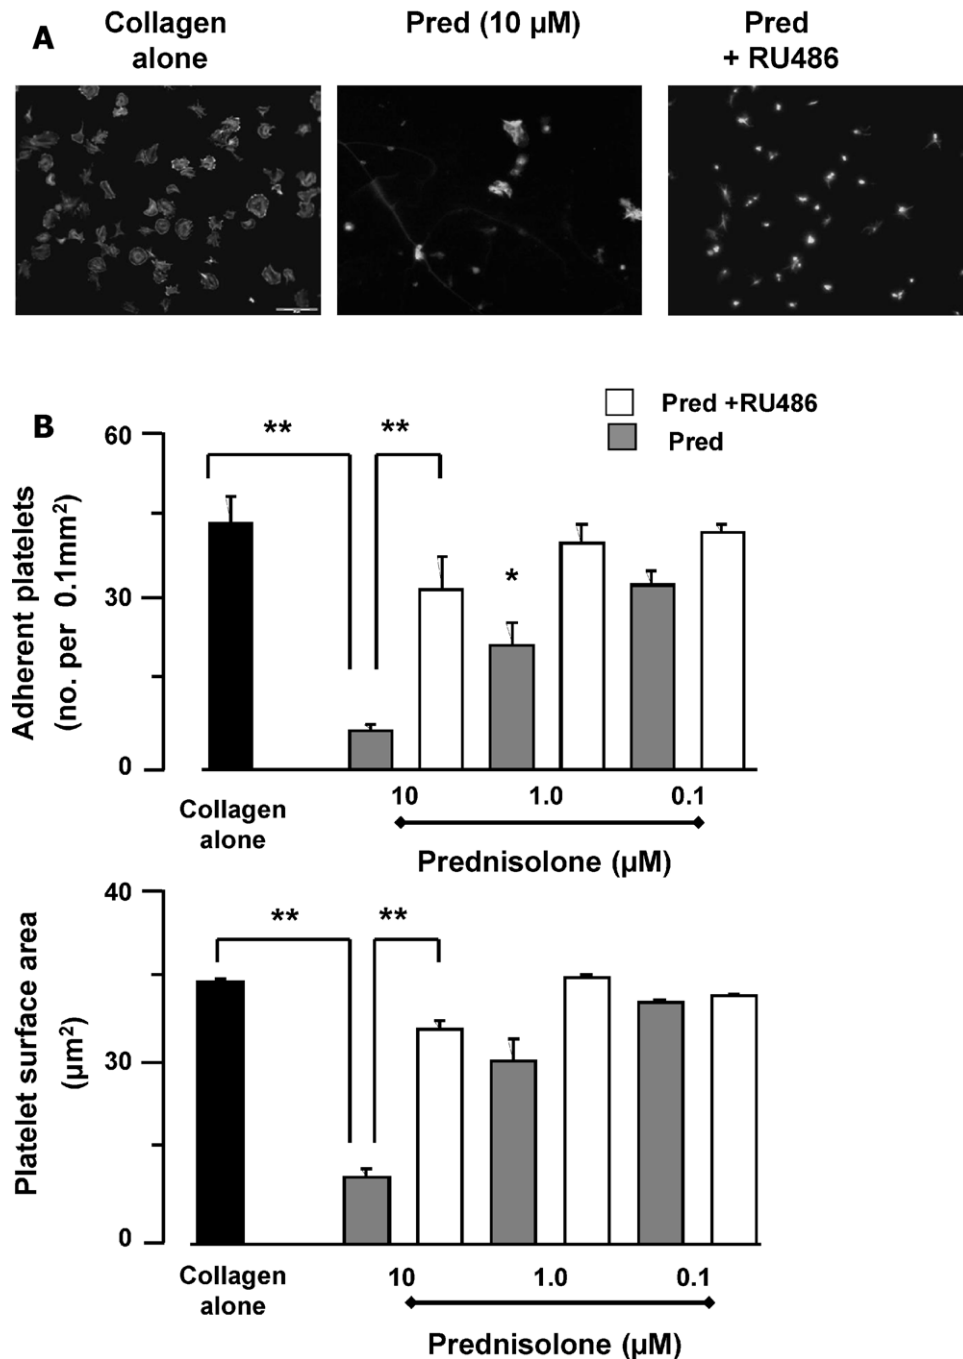 A
Collagen
alone
Pred (10 µM)
Pred
+ RU486
B
Pred +RU486
Pred
60
30
0
Adherent platelets
(no. per 0.1mm²)
**
**
*
Collagen
alone
10
1.0
0.1
Prednisolone (µM)
40
30
0
Platelet surface area
(µm²)
**
**
Collagen
alone
10
1.0
0.1
Prednisolone (µM)